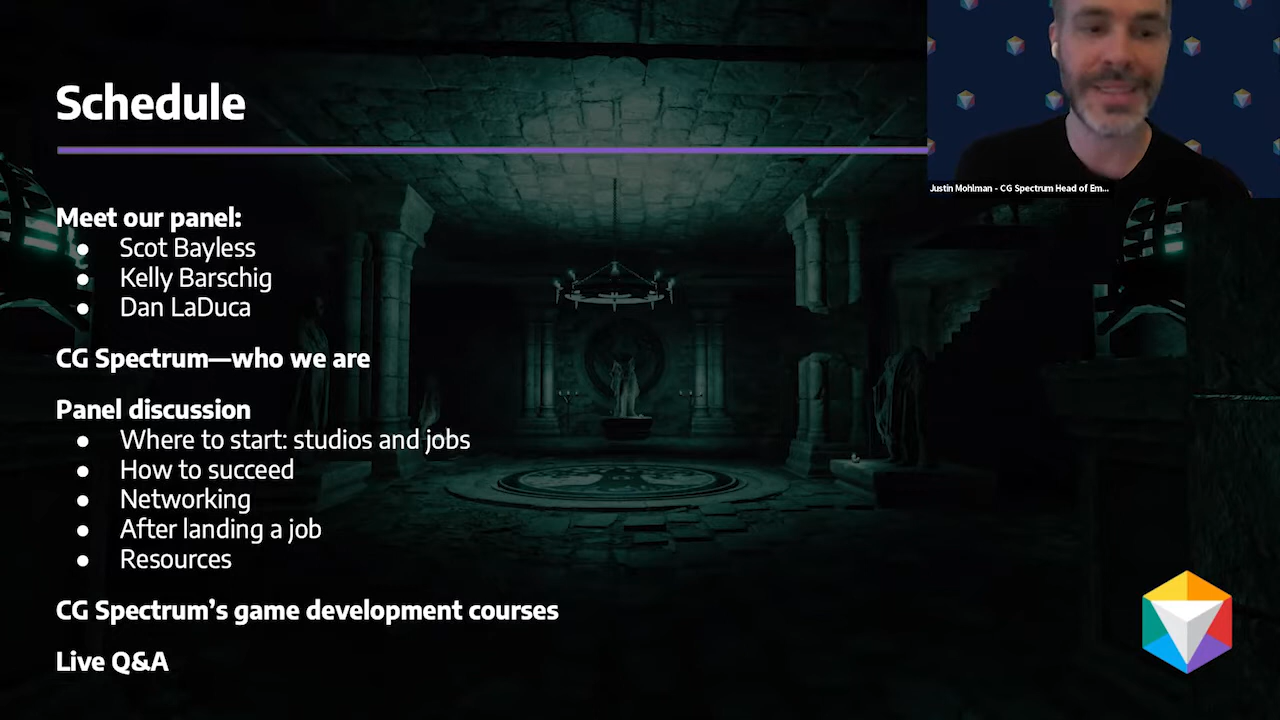 Schedule
Justin Mohlman - CG Spectrum Head of Em...
Meet our panel:
● Scot Bayless
● Kelly Barschig
● Dan LaDuca
CG Spectrum—who we are
Panel discussion
● Where to start: studios and jobs
● How to succeed
● Networking
● After landing a job
● Resources
CG Spectrum’s game development courses
Live Q&A